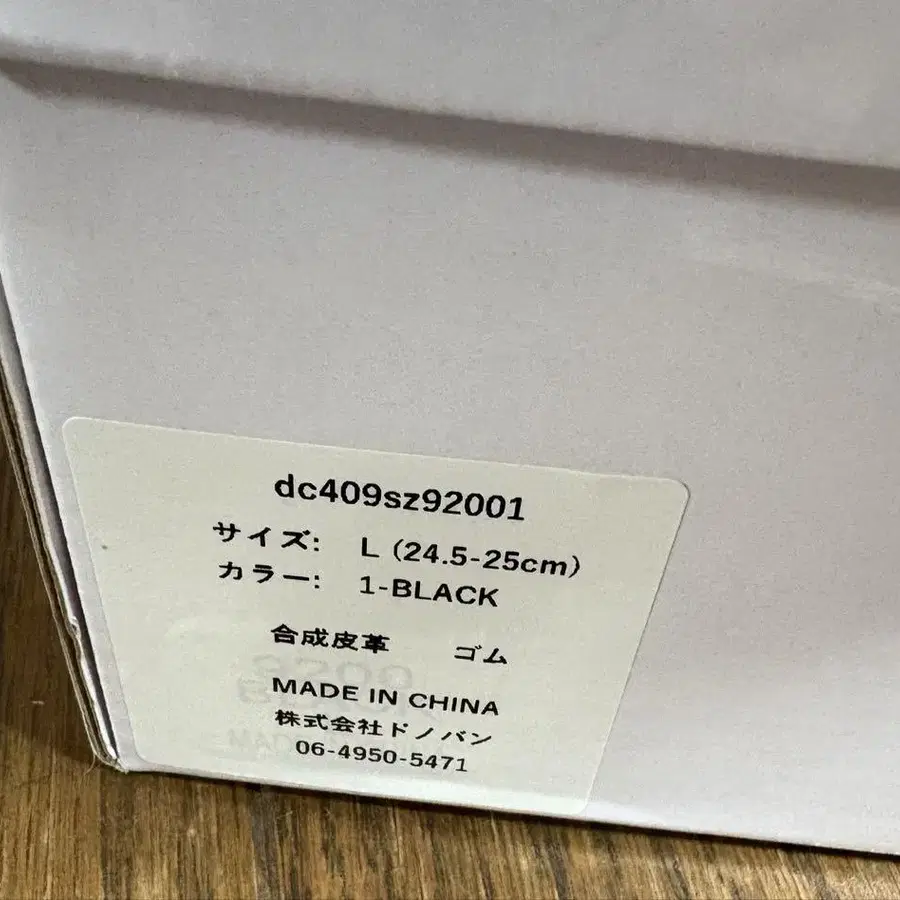 dc409sz92001
サイズ: L (24.5-25cm)
カラー: 1-BLACK
合成皮革 ゴム
MADE IN CHINA
株式会社ドノバン
06-4950-5471